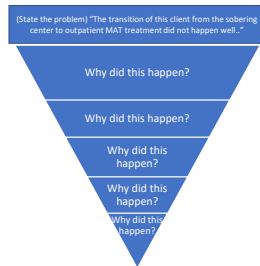 (State the problem) "The transition of this client from the sobering
center to outpatient MAT treatment did not happen well.."
Why did this happen?
Why did this happen?
Why did this
happen?
Why did this
happen?
Why did this
happen?